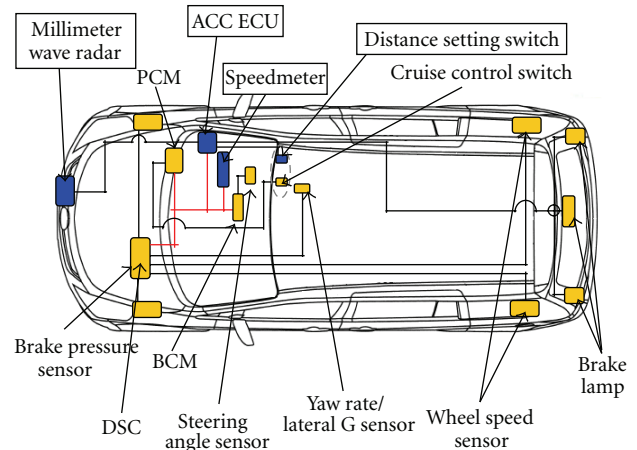 Millimeter
wave radar
ACC ECU
PCM
Speedmeter
Distance setting switch
Cruise control switch
Brake pressure
sensor
BCM
DSC
Steering
angle sensor
Yaw rate/
lateral G sensor
Wheel speed
sensor
Brake
lamp